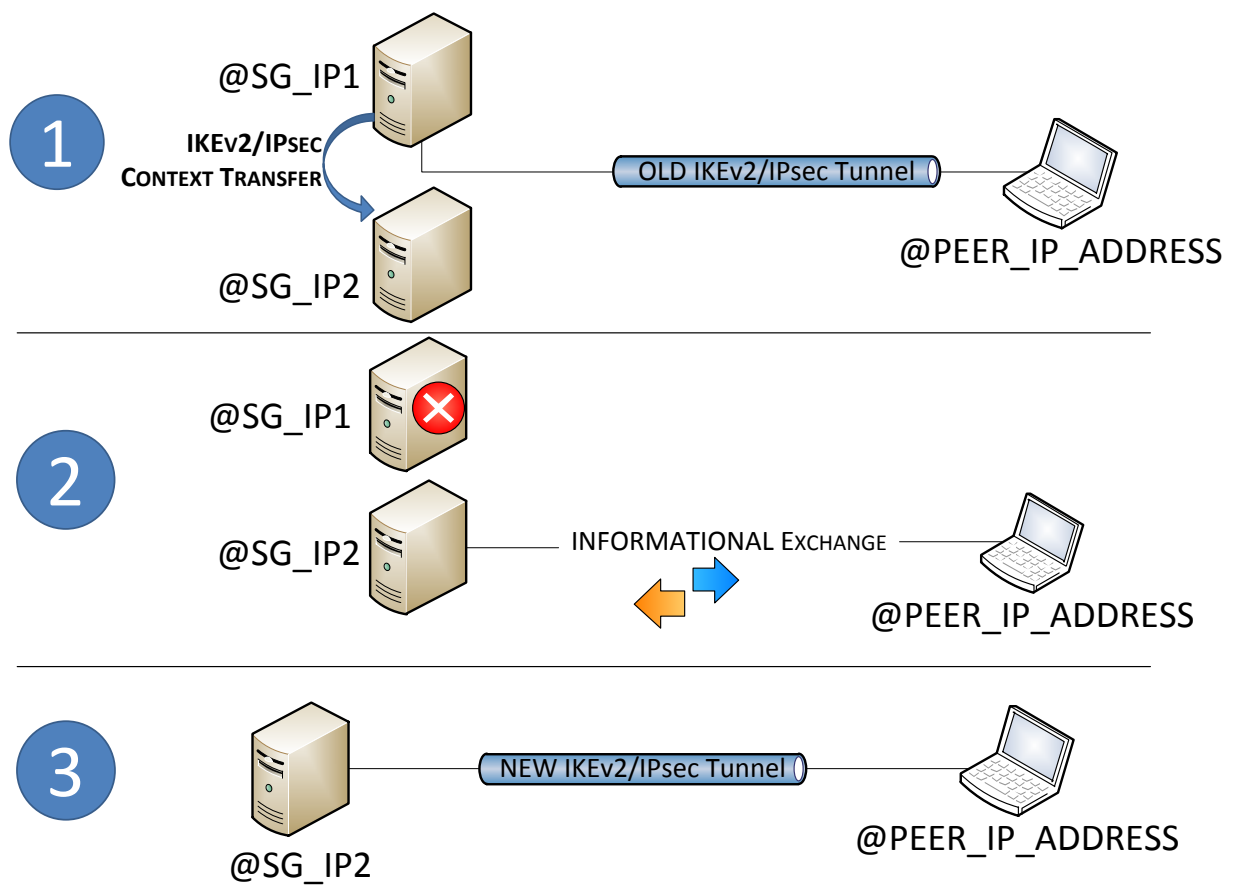 @SG_IP1
1
IKEv2/IPsec
Context Transfer
OLD IKEv2/IPsec Tunnel
@PEER_IP_ADDRESS
@SG_IP2
@SG_IP1
2
@SG_IP2
INFORMATIONAL Exchange
@PEER_IP_ADDRESS
3
NEW IKEv2/IPsec Tunnel
@PEER_IP_ADDRESS
@SG_IP2